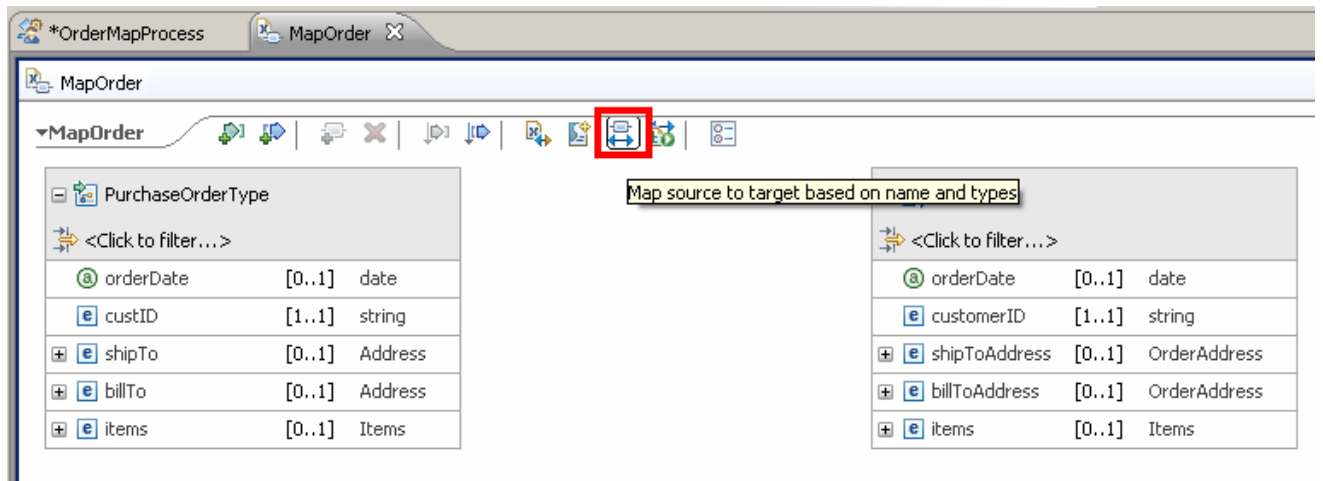 *OrderMapProcess MapOrder
MapOrder
MapOrder
PurchaseOrderType
Map source to target based on name and types
<Click to filter...> <Click to filter...>
orderDate [0..1] date orderDate [0..1] date
custID [1..1] string customerID [1..1] string
shipTo [0..1] Address shipToAddress [0..1] OrderAddress
billTo [0..1] Address billToAddress [0..1] OrderAddress
items [0..1] Items items [0..1] Items